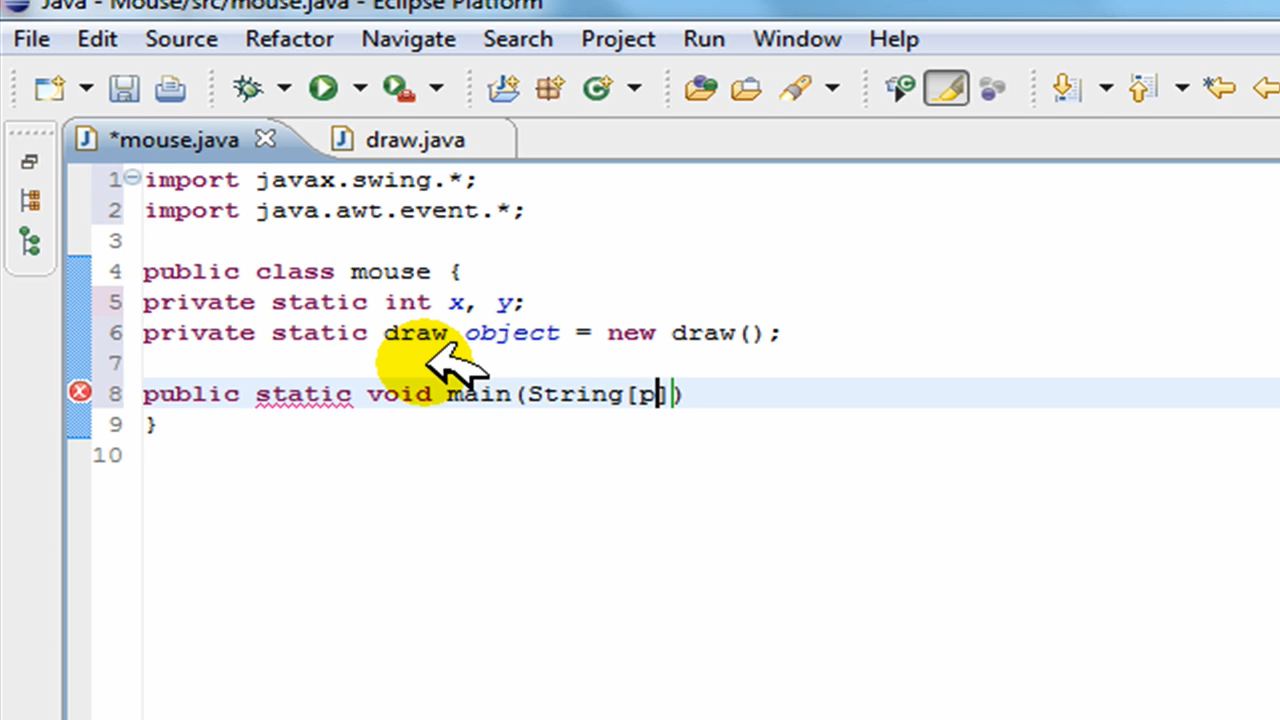 Java - Mouse/src/mouse.java - Eclipse Platform
File Edit Source Refactor Navigate Search Project Run Window Help
*mouse.java draw.java
1 import javax.swing.*;
2 import java.awt.event.*;
3
4 public class mouse {
5 private static int x, y;
6 private static draw object = new draw();
7
8 public static void main(String[p])
9 }
10